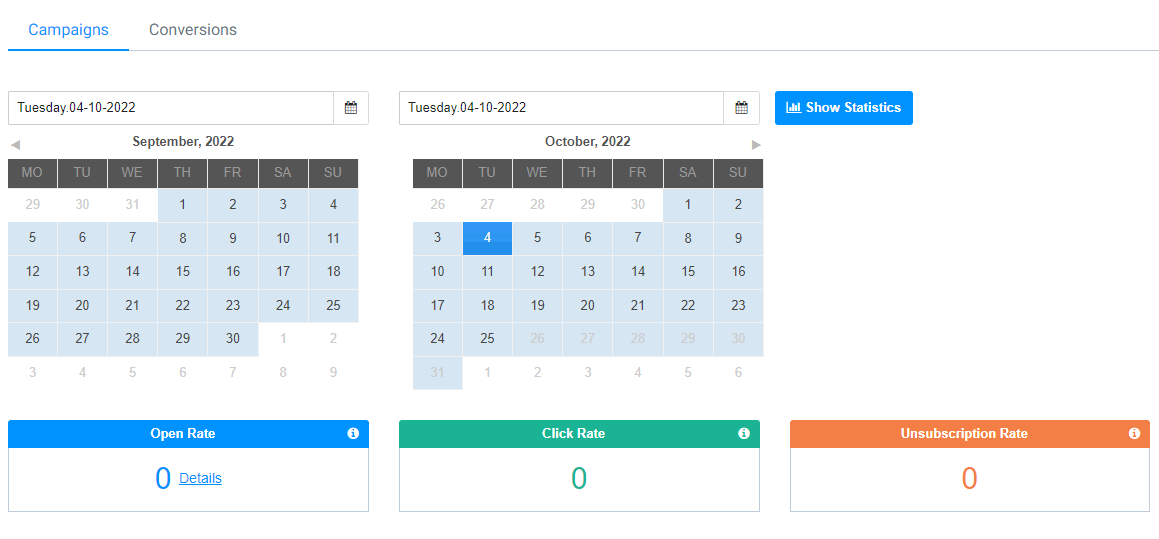 Campaigns Conversions
Tuesday.04-10-2022 Tuesday.04-10-2022 Show Statistics
September, 2022 October, 2022
MO TU WE TH FR SA SU MO TU WE TH FR SA SU
29 30 31 1 2 3 4 26 27 28 29 30 1 2
5 6 7 8 9 10 11 3 4 5 6 7 8 9
12 13 14 15 16 17 18 10 11 12 13 14 15 16
19 20 21 22 23 24 25 17 18 19 20 21 22 23
26 27 28 29 30 1 2 24 25 26 27 28 29 30
3 4 5 6 7 8 9 31 1 2 3 4 5 6
Open Rate Click Rate Unsubscription Rate
0 Details 0 0